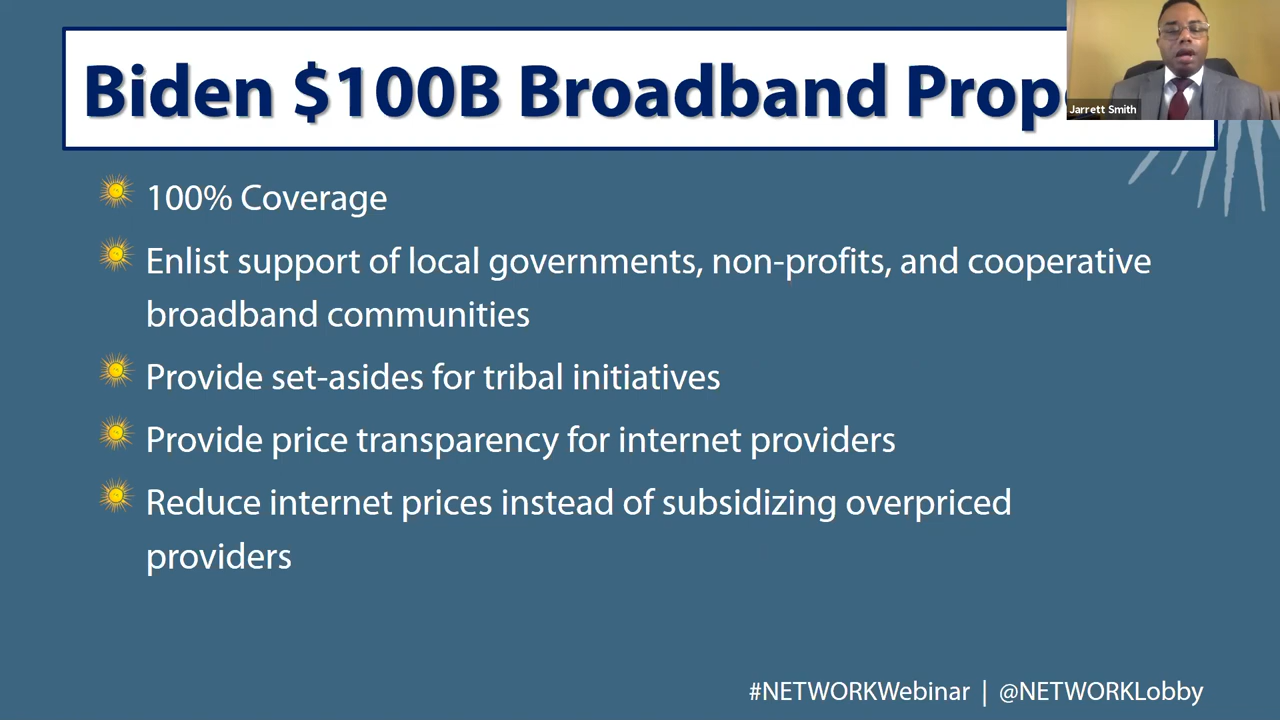 Biden $100B Broadband
Jarrett Smith
100% Coverage
Enlist support of local governments, non-profits, and cooperative
broadband communities
Provide set-asides for tribal initiatives
Provide price transparency for internet providers
Reduce internet prices instead of subsidizing overpriced
providers
#NETWORKWebinar | @NETWORKLobby